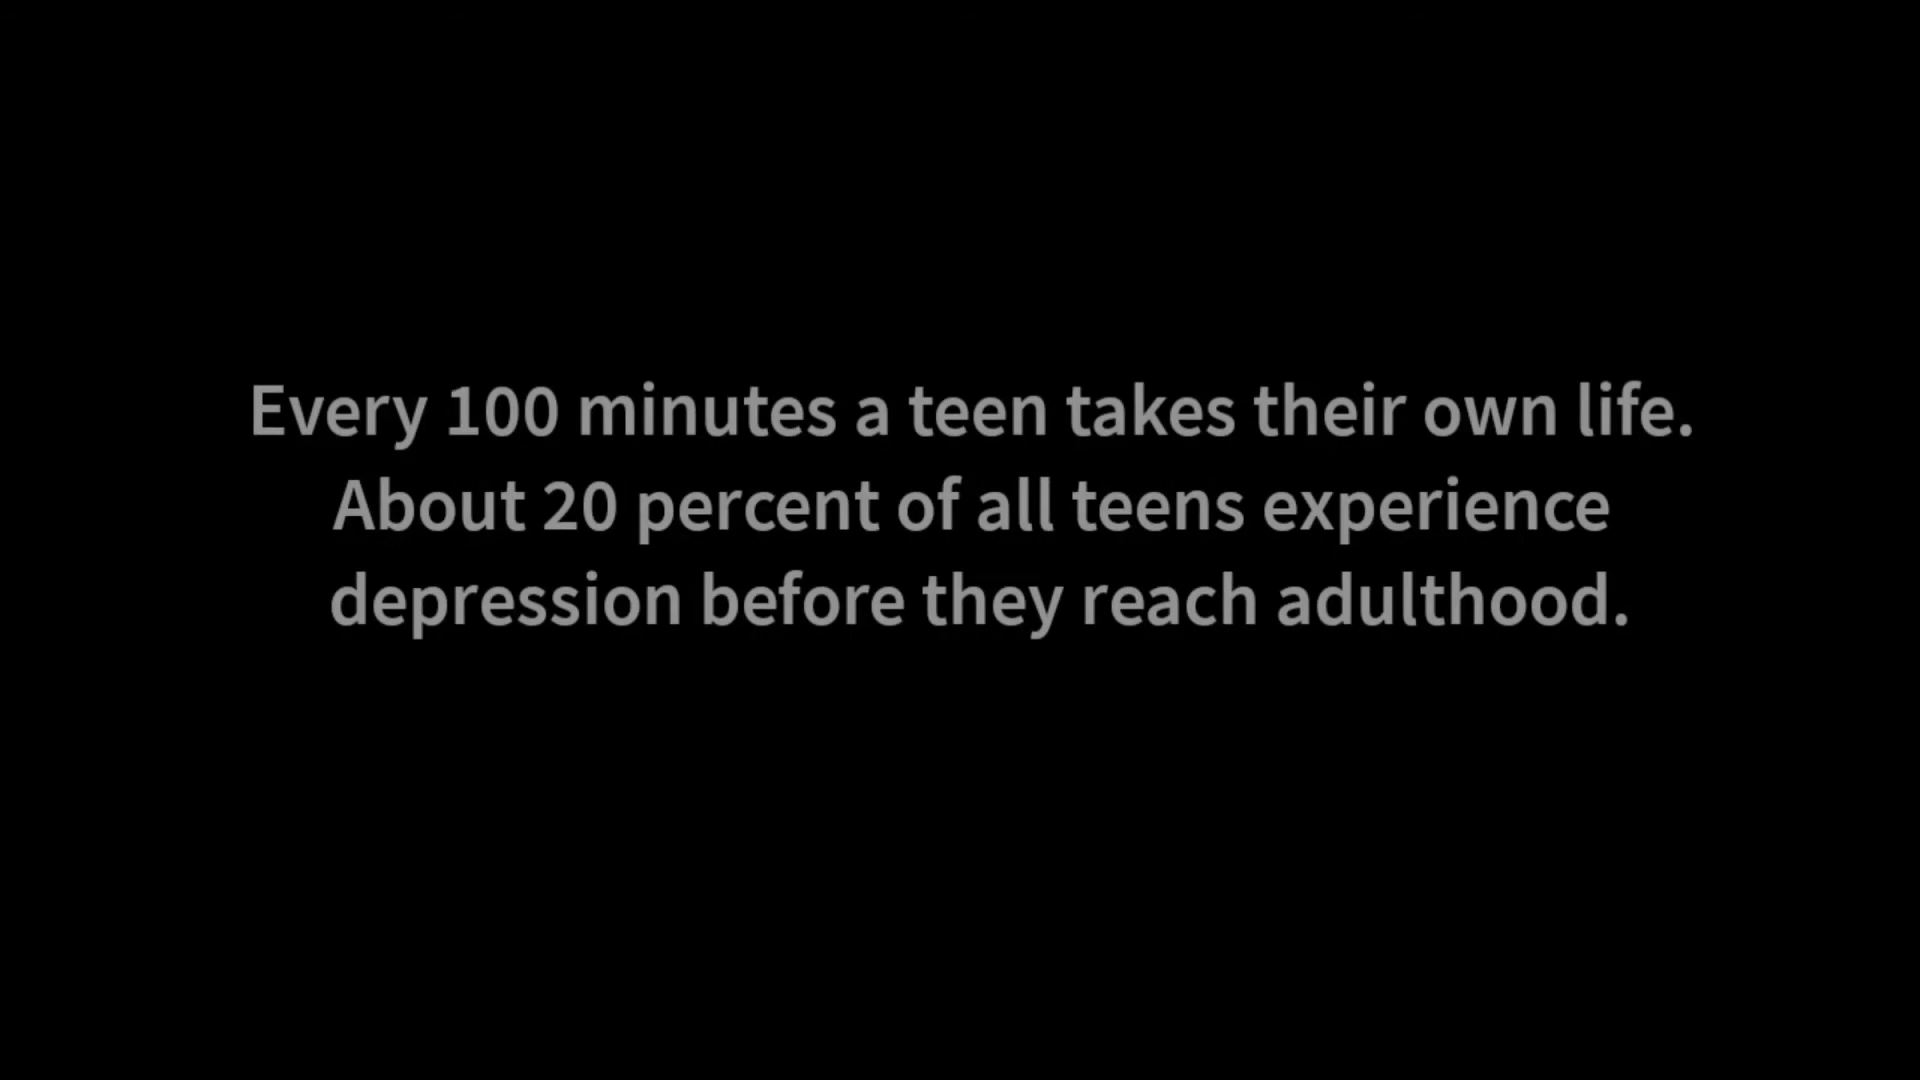 Every 100 minutes a teen takes their own life.
About 20 percent of all teens experience
depression before they reach adulthood.